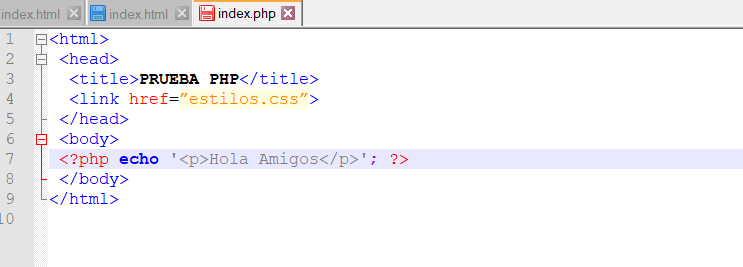 index.html index.html index.php
1 <html>
2 <head>
3 <title>PRUEBA PHP</title>
4 <link href=”estilos.css”>
5 </head>
6 <body>
7 <?php echo '<p>Hola Amigos</p>'; ?>
8 </body>
9 </html>
10